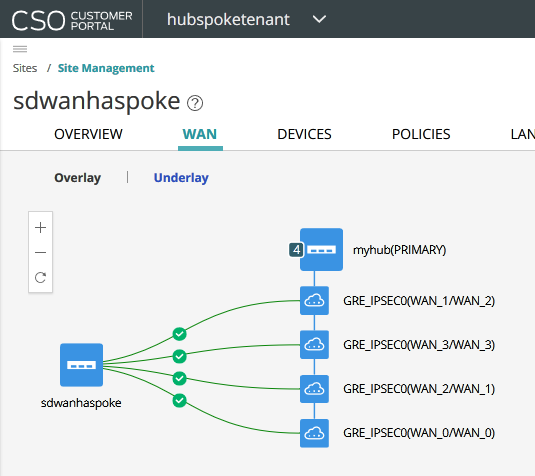 CSO CUSTOMER PORTAL hubspoketenant
Sites / Site Management
sdwanhaspoke ?
OVERVIEW WAN DEVICES POLICIES LAN
Overlay | Underlay
4 myhub(PRIMARY)
GRE_IPSEC0(WAN_1/WAN_2)
GRE_IPSEC0(WAN_3/WAN_3)
GRE_IPSEC0(WAN_2/WAN_1)
sdwanhaspoke
GRE_IPSEC0(WAN_0/WAN_0)